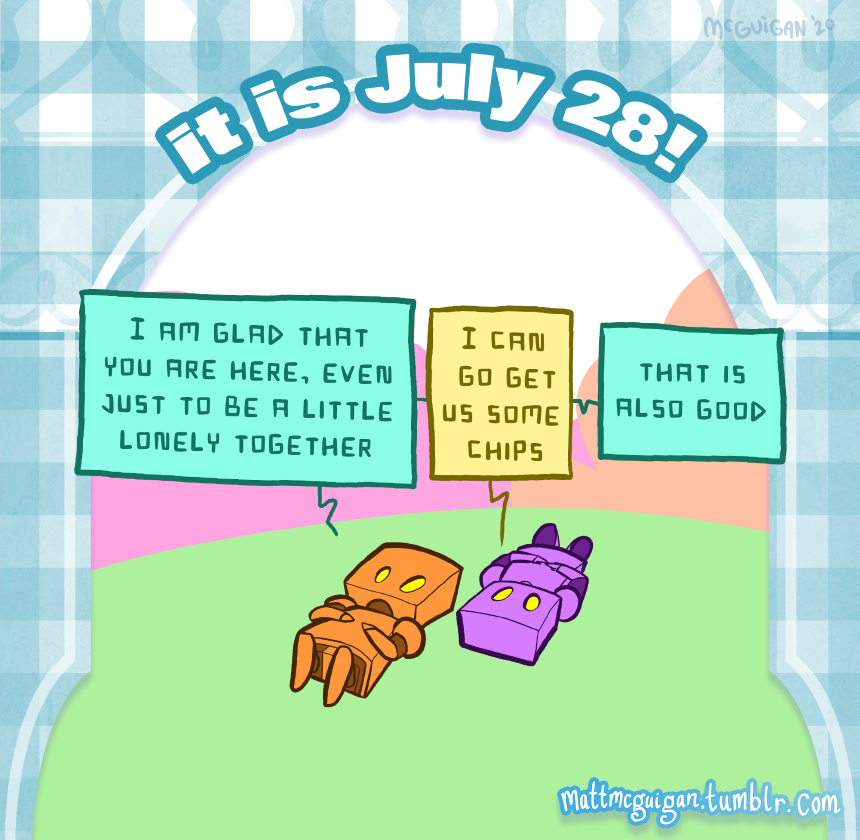 McGUiGAN '20
it is July 28!
I AM GLAD THAT
YOU ARE HERE, EVEN
JUST TO BE A LITTLE
LONELY TOGETHER
I CAN
GO GET
US SOME
CHIPS
THAT IS
ALSO GOOD
mattmcguigan.tumblr.com